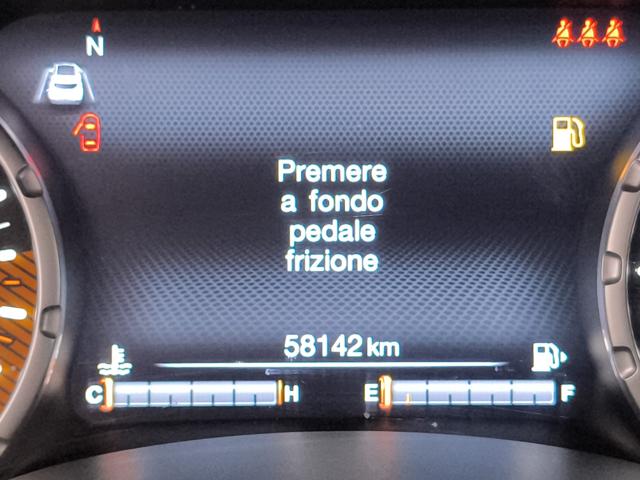 N
Premere
a fondo
pedale
frizione
58142 km
C H E F